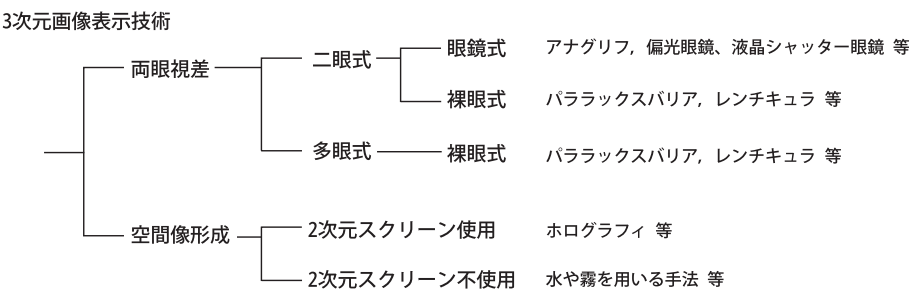 3次元画像表示技術
両眼視差
二眼式
眼鏡式 アナグリフ, 偏光眼鏡、液晶シャッター眼鏡 等
裸眼式 パララックスバリア, レンチキュラ 等
多眼式 裸眼式 パララックスバリア, レンチキュラ 等
空間像形成
2次元スクリーン使用 ホログラフィ 等
2次元スクリーン不使用 水や霧を用いる手法 等